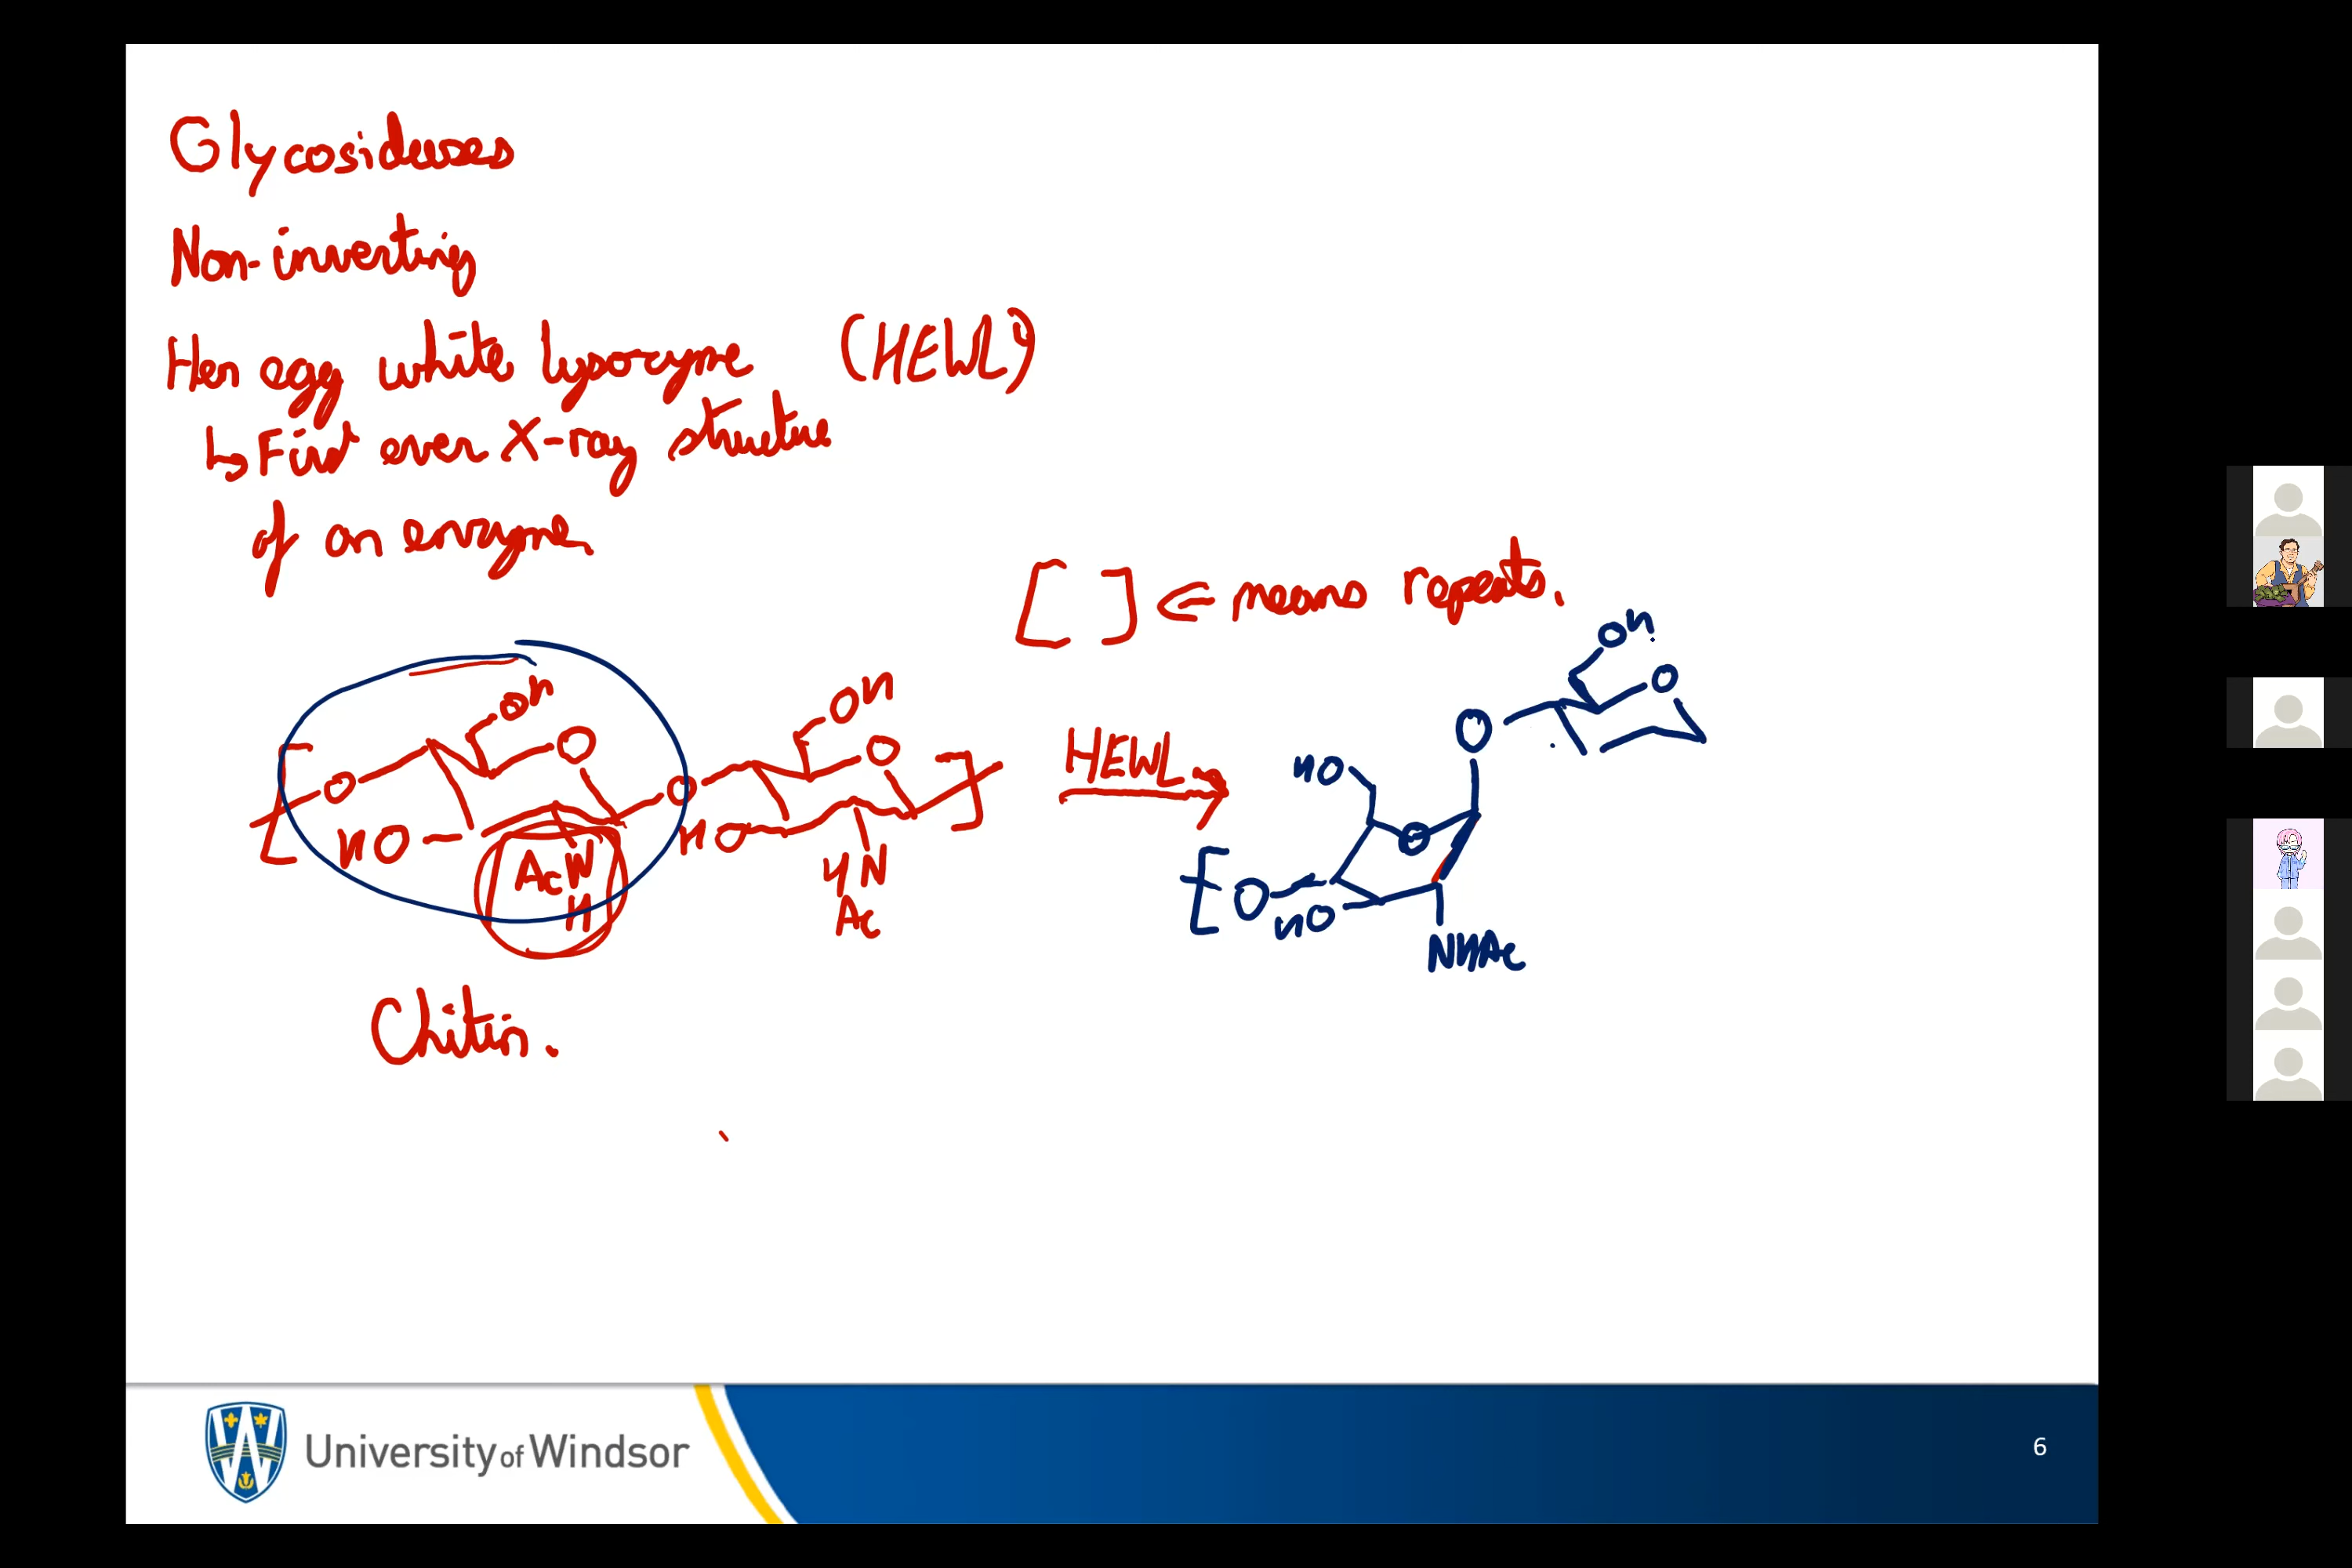 Glycosidases
Non-inverting
Hen egg white lysozyme (HEWL)
↳ First ever X-ray structure
of an enzyme
[ ] ⇐ means repeats.
OH
OH
OH
O
O
O
O
O
O
O
HO
HO
HO
HEWL
HO
O
[O
HO
AcN
H
HN
Ac
NHAc
Chitin.
University of Windsor
6